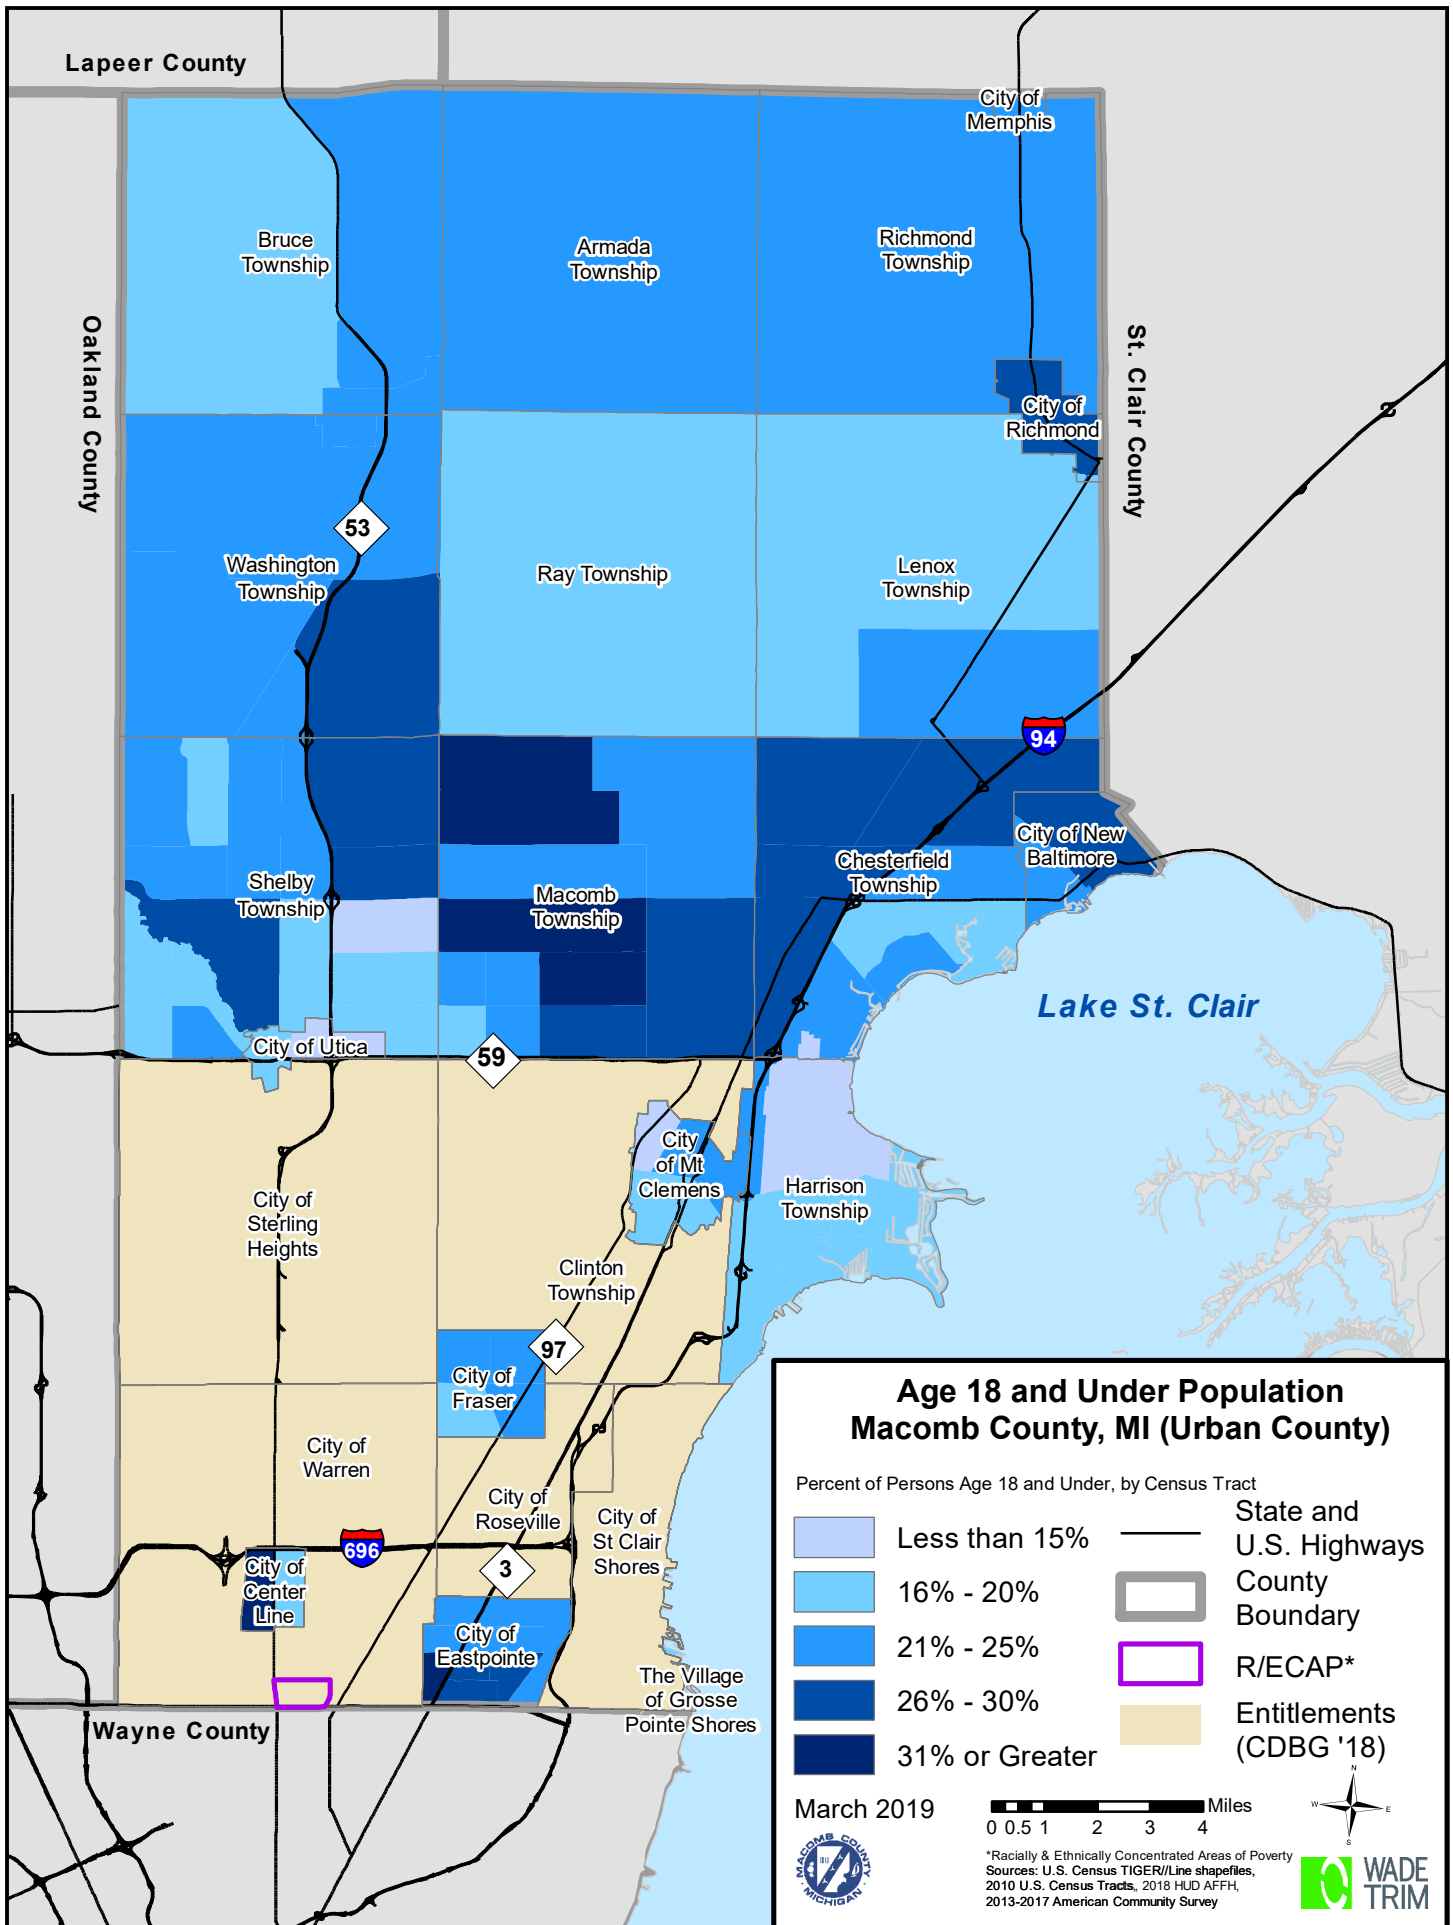 Lapeer County
City of
Memphis
Bruce
Township
Armada
Township
Richmond
Township
Oakland County
St. Clair County
City of
Richmond
53
Washington
Township
Ray Township
Lenox
Township
94
City of New
Baltimore
Chesterfield
Township
Shelby
Township
Macomb
Township
Lake St. Clair
City of Utica
59
City
of Mt
Clemens
Harrison
Township
City of
Sterling
Heights
Clinton
Township
97
City of
Fraser
City of
Warren
City of
Roseville
City of
St Clair
Shores
696
3
City of
Center
Line
City of
Eastpointe
The Village
of Grosse
Pointe Shores
Wayne County
Age 18 and Under Population
Macomb County, MI (Urban County)
Percent of Persons Age 18 and Under, by Census Tract
Less than 15%
16% - 20%
21% - 25%
26% - 30%
31% or Greater
State and
U.S. Highways
County
Boundary
R/ECAP*
Entitlements
(CDBG '18)
March 2019
Miles
0 0.5 1 2 3 4
N
W
E
S
*Racially & Ethnically Concentrated Areas of Poverty
Sources: U.S. Census TIGER//Line shapefiles,
2010 U.S. Census Tracts,, 2018 HUD AFFH,
2013-2017 American Community Survey
MACOMB COUNTY
MICHIGAN
WADE
TRIM